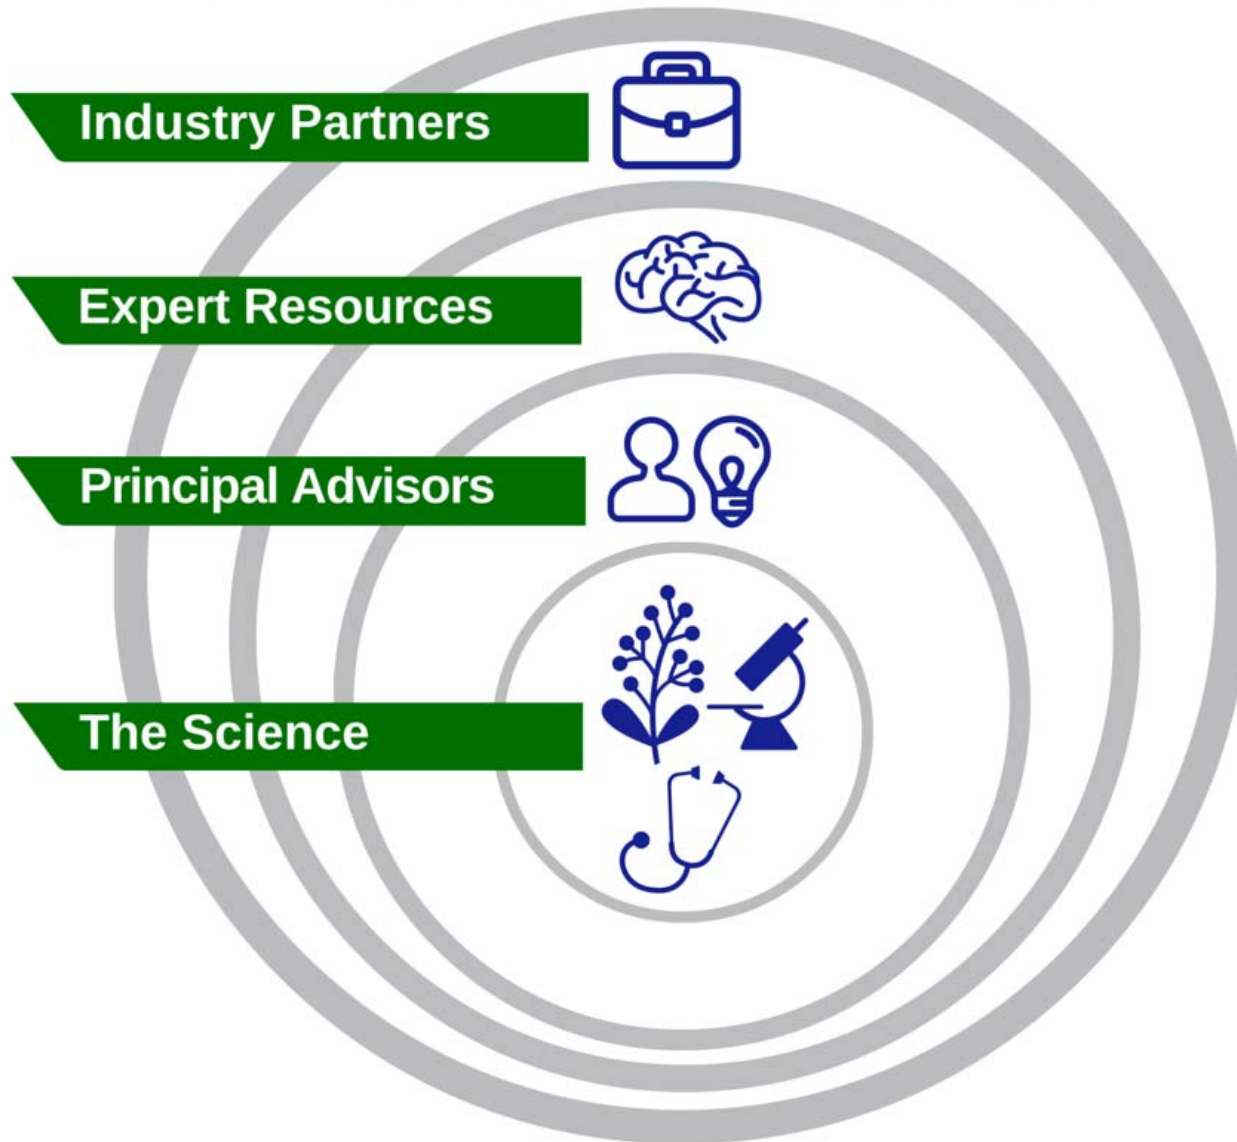 Industry Partners
Expert Resources
Principal Advisors
The Science